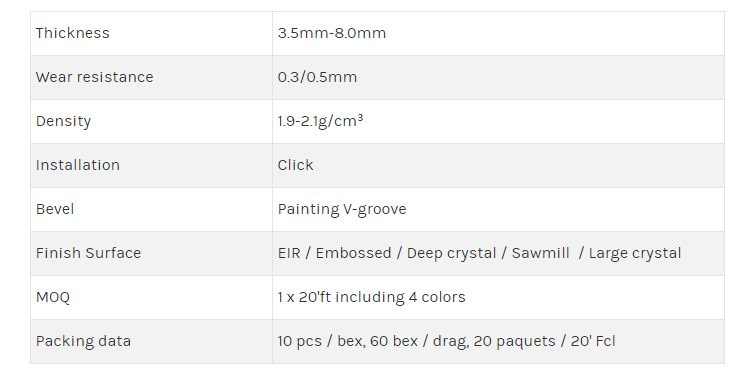 Thickness 3.5mm-8.0mm
Wear resistance 0.3/0.5mm
Density 1.9-2.1g/cm³
Installation Click
Bevel Painting V-groove
Finish Surface EIR / Embossed / Deep crystal / Sawmill / Large crystal
MOQ 1 x 20'ft including 4 colors
Packing data 10 pcs / bex, 60 bex / drag, 20 paquets / 20' Fcl